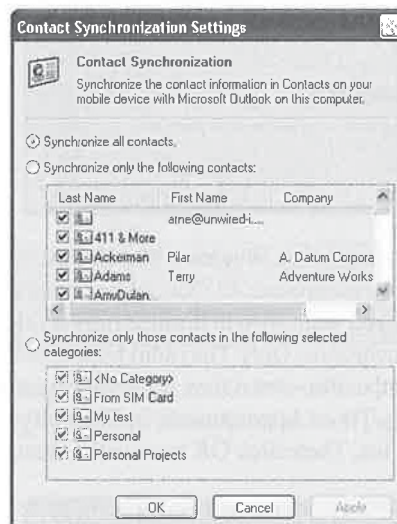 Contact Synchronization Settings
Contact Synchronization
Synchronize the contact information in Contacts on your
mobile device with Microsoft Outlook on this computer.
Synchronize all contacts.
Synchronize only the following contacts:
Last Name First Name Company
arne@unwired-i....
411 & More
Ackerman Pilar A. Datum Corpora
Adams Terry Adventure Works
AmyDulan
Synchronize only those contacts in the following selected
categories:
<No Category>
From SIM Card
My test
Personal
Personal Projects
OK Cancel Apply